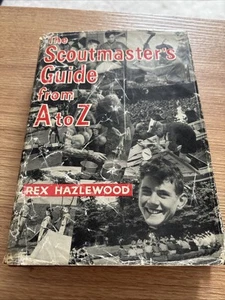 the
Scoutmaster's
Guide
from
A to Z
REX HAZLEWOOD